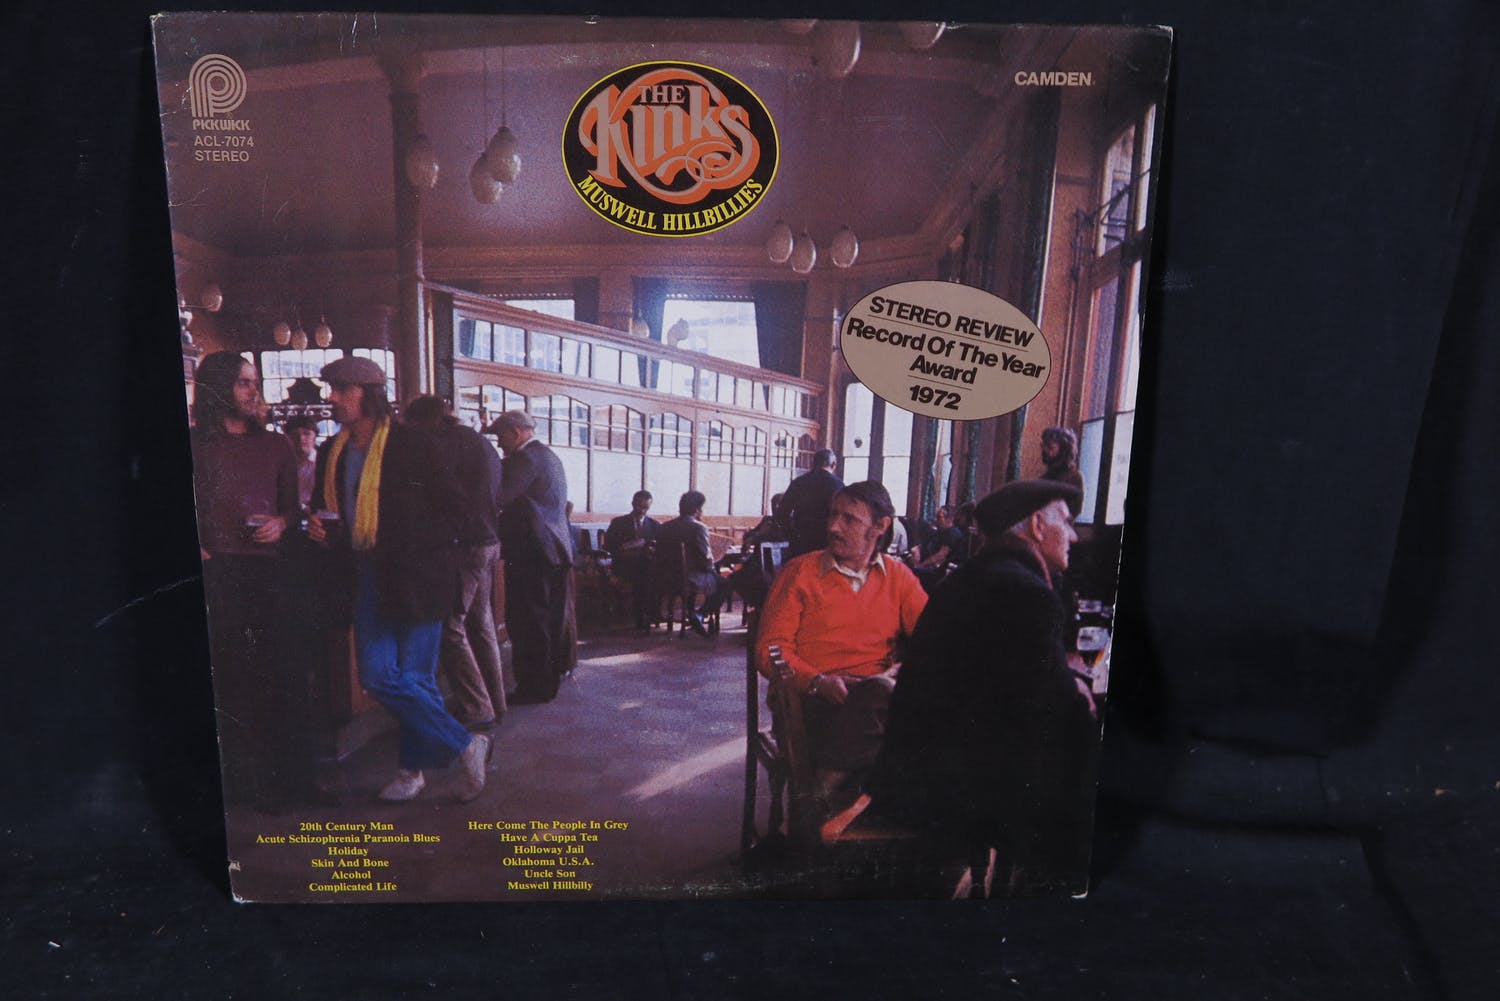 PICKWICK
ACL-7074
STEREO
THE
Kinks
MUSWELL HILLBILLIES
CAMDEN
STEREO REVIEW
Record Of The Year
Award
1972
20th Century Man
Acute Schizophrenia Paranoia Blues
Holiday
Skin And Bone
Alcohol
Complicated Life
Here Come The People In Grey
Have A Cuppa Tea
Holloway Jail
Oklahoma U.S.A.
Uncle Son
Muswell Hillbilly